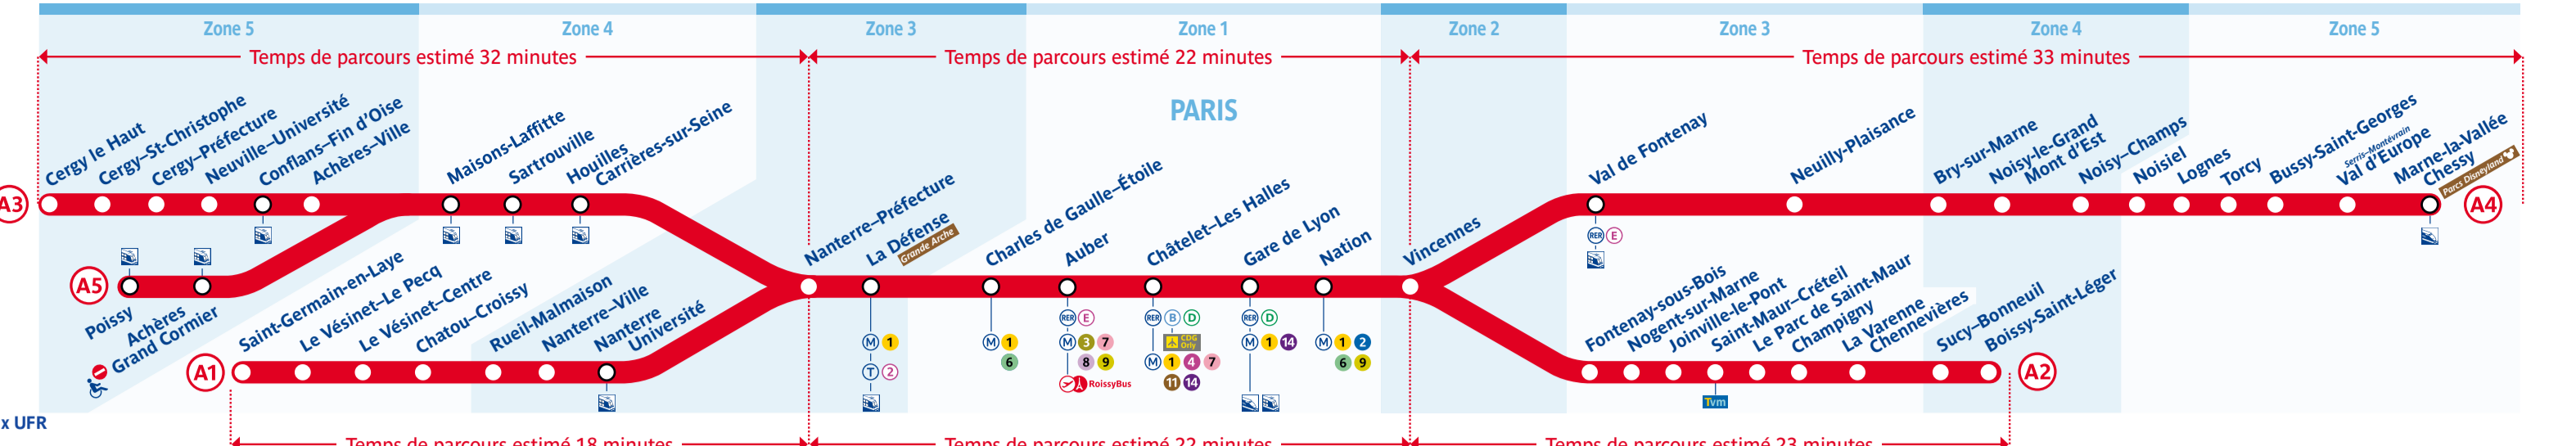 Zone 5
Zone 4
Zone 3
Zone 1
Zone 2
Zone 3
Zone 4
Zone 5
Temps de parcours estimé 32 minutes
Temps de parcours estimé 22 minutes
Temps de parcours estimé 33 minutes
PARIS
A3
Cergy le Haut
Cergy–St-Christophe
Cergy–Préfecture
Neuville–Université
Conflans–Fin d'Oise
Achères–Ville
Maisons-Laffitte
Sartrouville
Houilles
Carrières-sur-Seine
A5
Poissy
Achères
Grand Cormier
A1
Saint-Germain-en-Laye
Le Vésinet–Le Pecq
Le Vésinet–Centre
Chatou–Croissy
Rueil-Malmaison
Nanterre–Ville
Nanterre
Université
Nanterre–Préfecture
La Défense
Grande Arche
M 1
T 2
Charles de Gaulle–Étoile
M 1
6
Auber
RER E
M 3 7
8 9
RoissyBus
Châtelet–Les Halles
RER B D
CDG
Orly
M 1 4 7
11 14
Gare de Lyon
RER D
M 1 14
Nation
M 1 2
6 9
Vincennes
Val de Fontenay
RER E
Neuilly-Plaisance
Bry-sur-Marne
Noisy-le-Grand
Mont d'Est
Noisy–Champs
Noisiel
Lognes
Torcy
Bussy-Saint-Georges
Serris–Montévrain
Val d'Europe
Marne-la-Vallée
Chessy
Parcs Disneyland
A4
Fontenay-sous-Bois
Nogent-sur-Marne
Joinville-le-Pont
Saint-Maur–Créteil
Tvm
Le Parc de Saint-Maur
Champigny
La Varenne
Chennevières
Sucy–Bonneuil
Boissy-Saint-Léger
A2
x UFR
Temps de parcours estimé 18 minutes
Temps de parcours estimé 22 minutes
Temps de parcours estimé 23 minutes